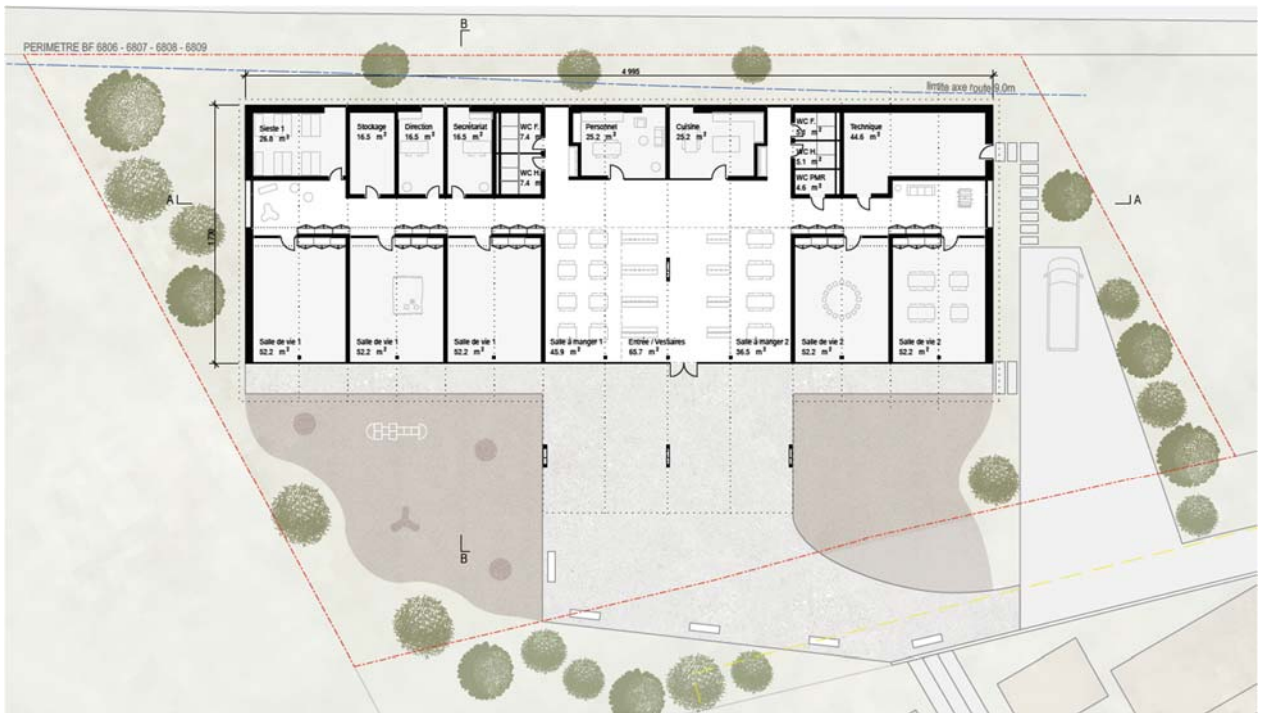 B
PERIMETRE BF 6806 - 6807 - 6808 - 6809
4 995
limite axe route 9.0m
Sieste 1
26.8 m²
Stockage
16.5 m²
Direction
16.5 m²
Secrétariat
16.5 m²
WC F.
7.4 m
WC H.
7.4 m
Personnel
25.2 m²
Cuisine
25.2 m²
WC F.
m²
WC H.
5.1 m²
WC PMR
4.6 m²
Technique
44.6 m²
A
A
Salle de vie 1
52.2 m²
Salle de vie 1
52.2 m²
Salle de vie 1
52.2 m²
Salle à manger 1
45.9 m²
Entrée / Vestiaires
65.7 m²
Salle à manger 2
36.5 m²
Salle de vie 2
52.2 m²
Salle de vie 2
52.2 m²
B